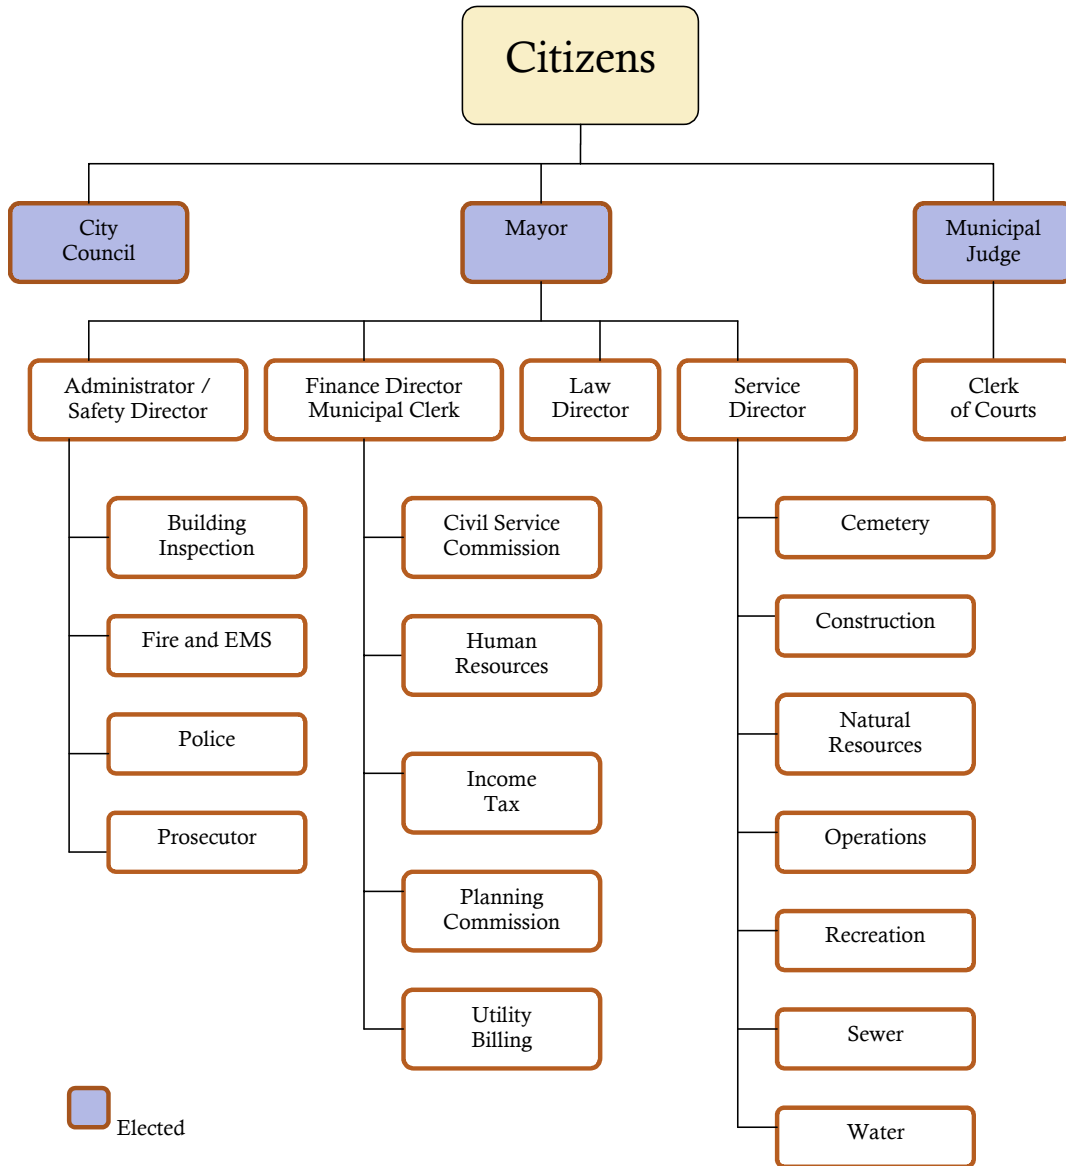 Citizens
City
Council
Mayor
Municipal
Judge
Administrator /
Safety Director
Finance Director
Municipal Clerk
Law
Director
Service
Director
Clerk
of Courts
Building
Inspection
Fire and EMS
Police
Prosecutor
Civil Service
Commission
Human
Resources
Income
Tax
Planning
Commission
Utility
Billing
Cemetery
Construction
Natural
Resources
Operations
Recreation
Sewer
Water
Elected